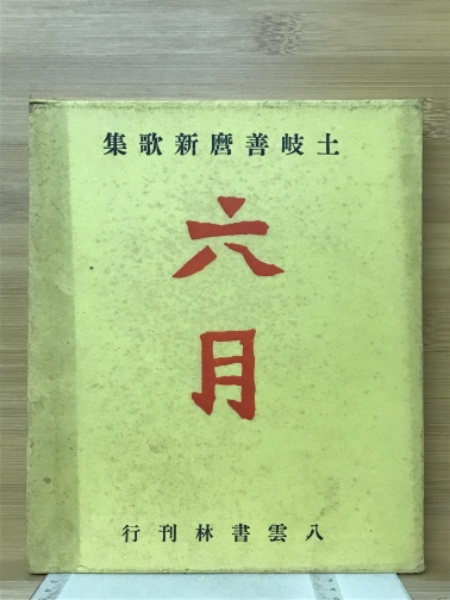 土岐善麿新歌集
六月
八雲書林刊行